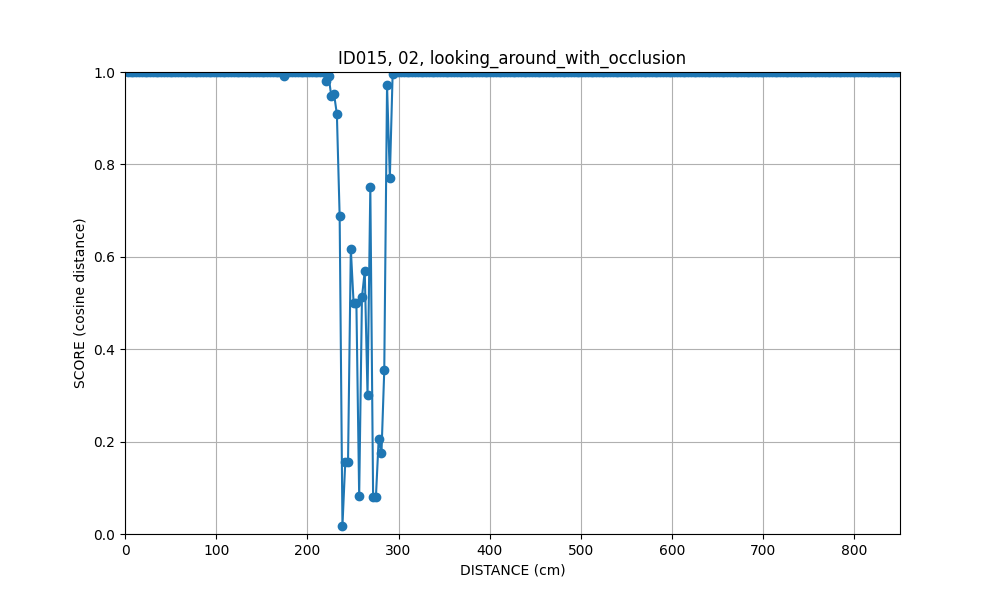 ID015, 02, looking_around_with_occlusion
1.0
0.8
0.6
0.4
0.2
0.0
SCORE (cosine distance)
0 100 200 300 400 500 600 700 800
DISTANCE (cm)